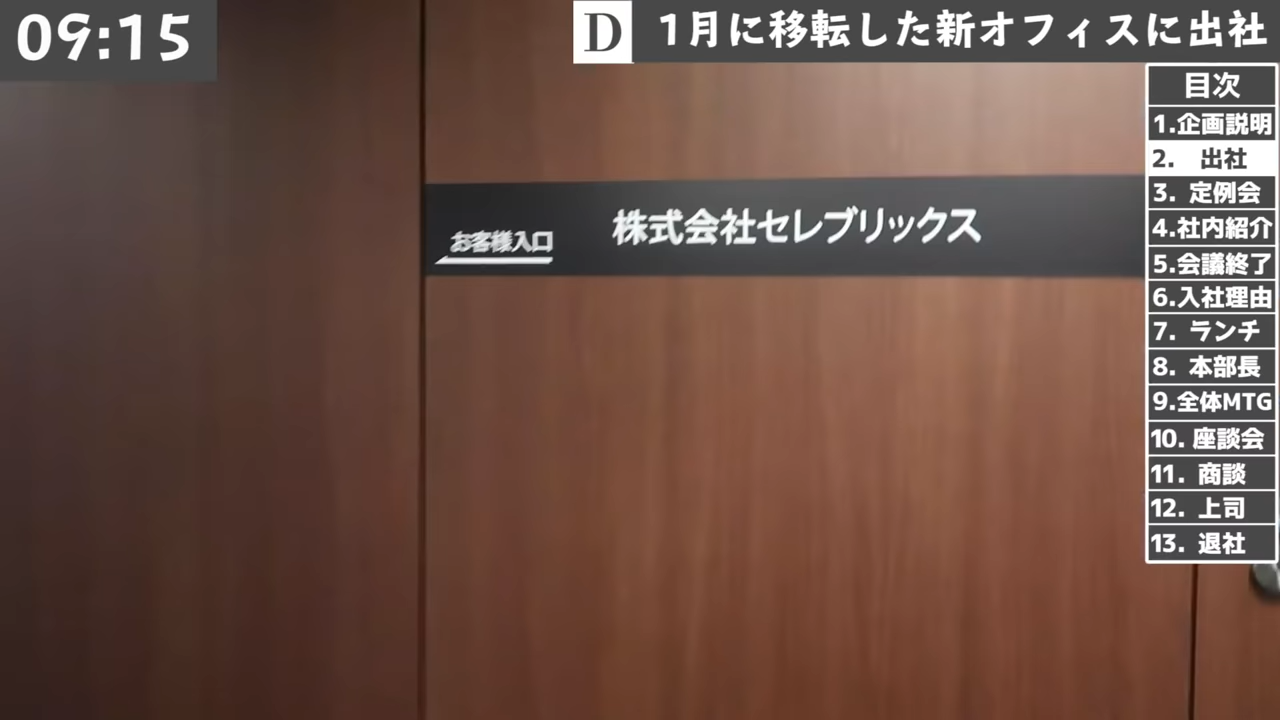 09:15
D 1月に移転した新オフィスに出社
お客様入口
株式会社セレブリックス
目次
1.企画説明
2. 出社
3. 定例会
4.社内紹介
5.会議終了
6.入社理由
7. ランチ
8. 本部長
9.全体MTG
10. 座談会
11. 商談
12. 上司
13. 退社